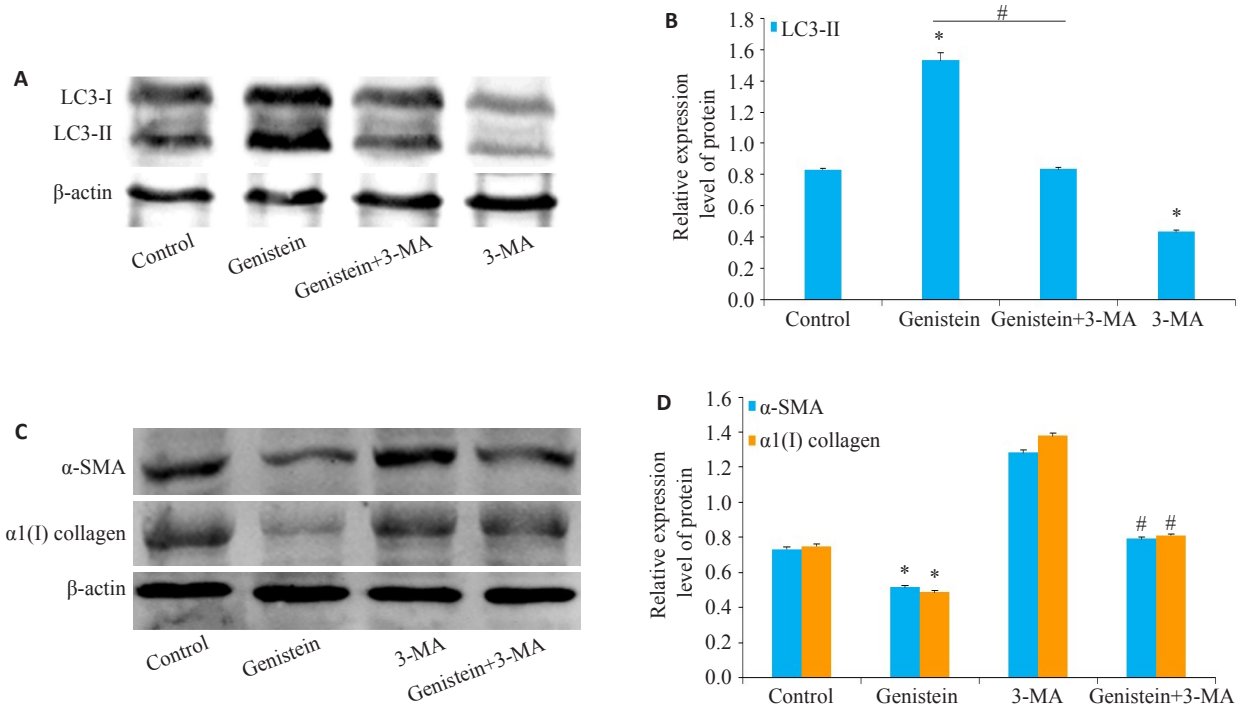 A
LC3-I
LC3-II
β-actin
Control
Genistein
Genistein+3-MA
3-MA
B
LC3-II
#
*
*
Relative expression
level of protein
1.8
1.6
1.4
1.2
1.0
0.8
0.6
0.4
0.2
0.0
Control
Genistein
Genistein+3-MA
3-MA
C
α-SMA
α1(I) collagen
β-actin
Control
Genistein
3-MA
Genistein+3-MA
D
α-SMA
α1(I) collagen
* *
# #
Relative expression
level of protein
1.6
1.4
1.2
1.0
0.8
0.6
0.4
0.2
0.0
Control
Genistein
3-MA
Genistein+3-MA